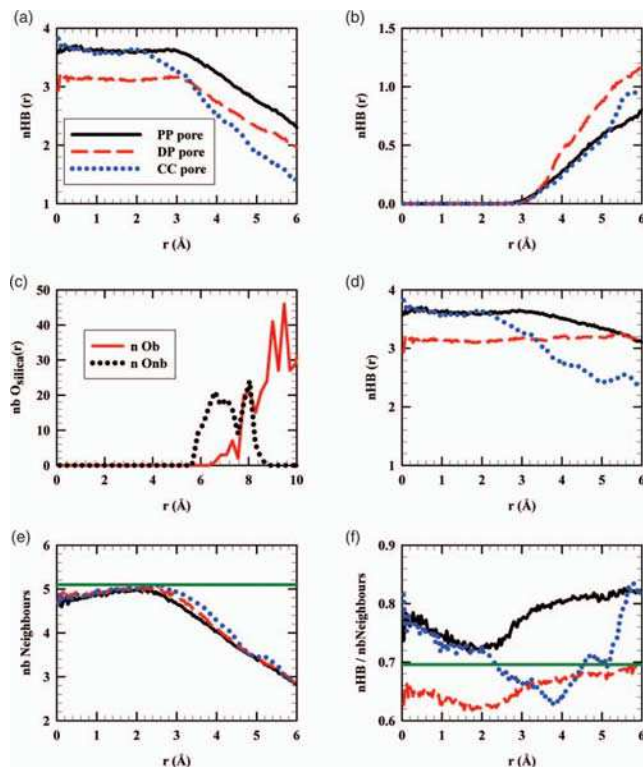 (a)
4
3
2
1
nHB (r)
PP pore
DP pore
CC pore
0 1 2 3 4 5 6
r (Å)
(b)
1.5
1.0
0.5
0.0
nHB (r)
0 1 2 3 4 5 6
r (Å)
(c)
50
40
30
20
10
0
nb Osilica(r)
n Ob
n Onb
0 2 4 6 8 10
r (Å)
(d)
4
3
2
1
nHB (r)
0 1 2 3 4 5 6
r (Å)
(e)
6
5
4
3
2
nb Neighbours
0 1 2 3 4 5 6
r (Å)
(f)
0.9
0.8
0.7
0.6
nHB / nbNeighbours
0 1 2 3 4 5 6
r (Å)